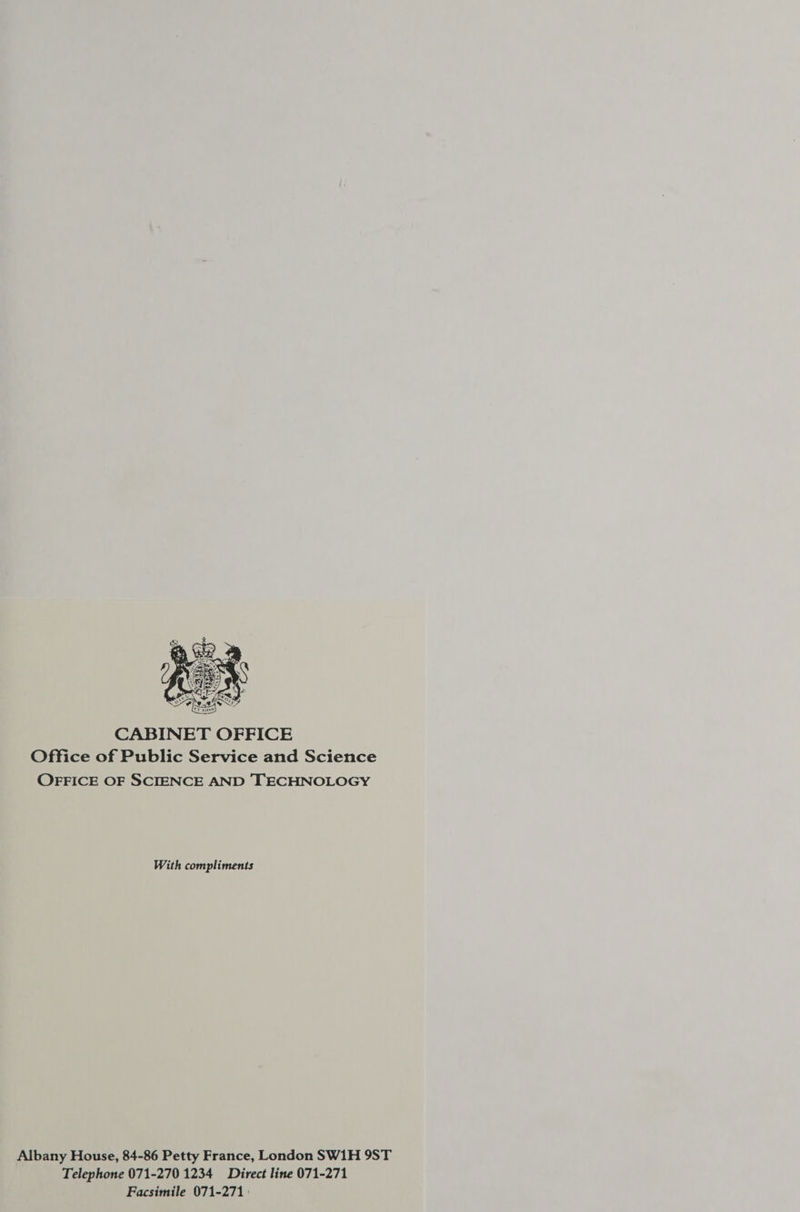 CABINET OFFICE
Office of Public Service and Science
OFFICE OF SCIENCE AND TECHNOLOGY
With compliments
Albany House, 84-86 Petty France, London SW1H 9ST
Telephone 071-270 1234 Direct line 071-271
Facsimile 071-271